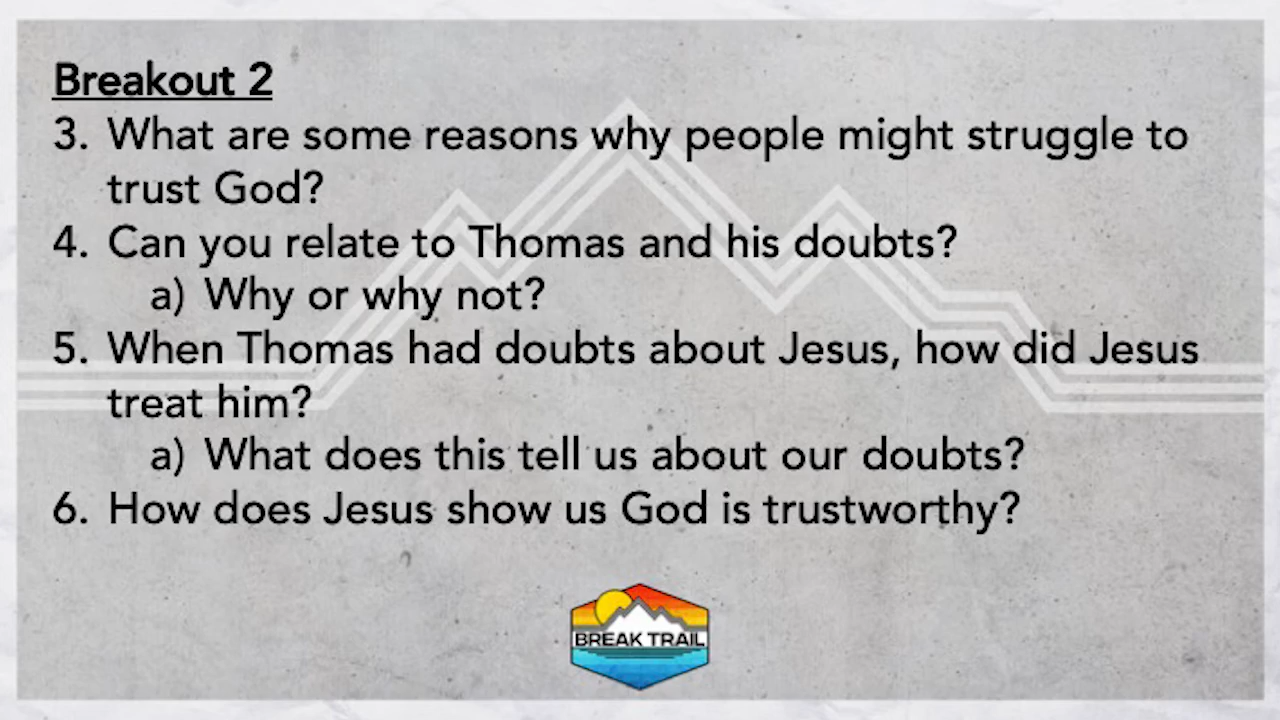 Breakout 2
3. What are some reasons why people might struggle to
trust God?
4. Can you relate to Thomas and his doubts?
a) Why or why not?
5. When Thomas had doubts about Jesus, how did Jesus
treat him?
a) What does this tell us about our doubts?
6. How does Jesus show us God is trustworthy?
BREAK TRAIL